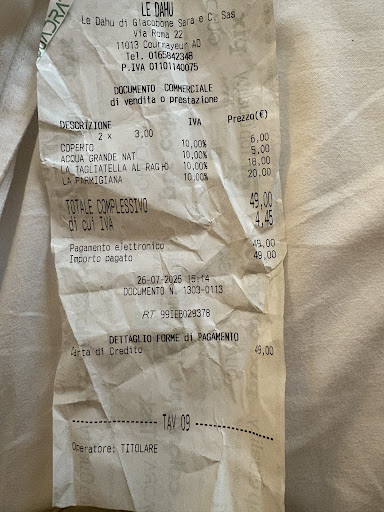 LE DAHU
Le Dahu di Giacobone Sara e C. Sas
Via Roma 22
11013 Courmayeur AO
Tel. 0165842348
P.IVA 01101140075
DOCUMENTO COMMERCIALE
di vendita o prestazione
DESCRIZIONE IVA Prezzo(€)
2 x 3,00
COPERTO 10,00% 6,00
ACQUA GRANDE NAT 10,00% 5,00
LA TAGLIATELLA AL RAGHO 10,00% 18,00
LA PARMIGIANA 10,00% 20,00
TOTALE COMPLESSIVO 49,00
di cui IVA 4,45
Pagamento elettronico 49,00
Importo pagato 49,00
26-07-2025 15:14
DOCUMENTO N. 1303-0113
RT 99IEB029378
DETTAGLIO FORME di PAGAMENTO
Carta di Credito 49,00
TAV 09
Operatore: TITOLARE